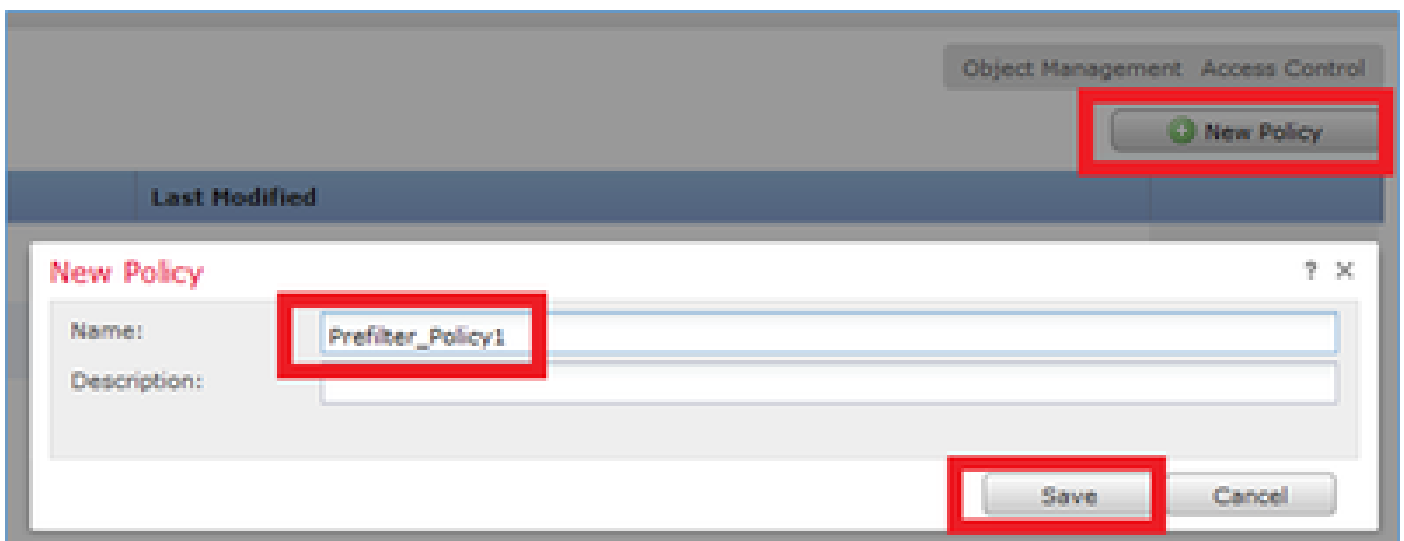 Object Management Access Control
New Policy
Last Modified
New Policy ? X
Name: Prefilter_Policy1
Description:
Save Cancel